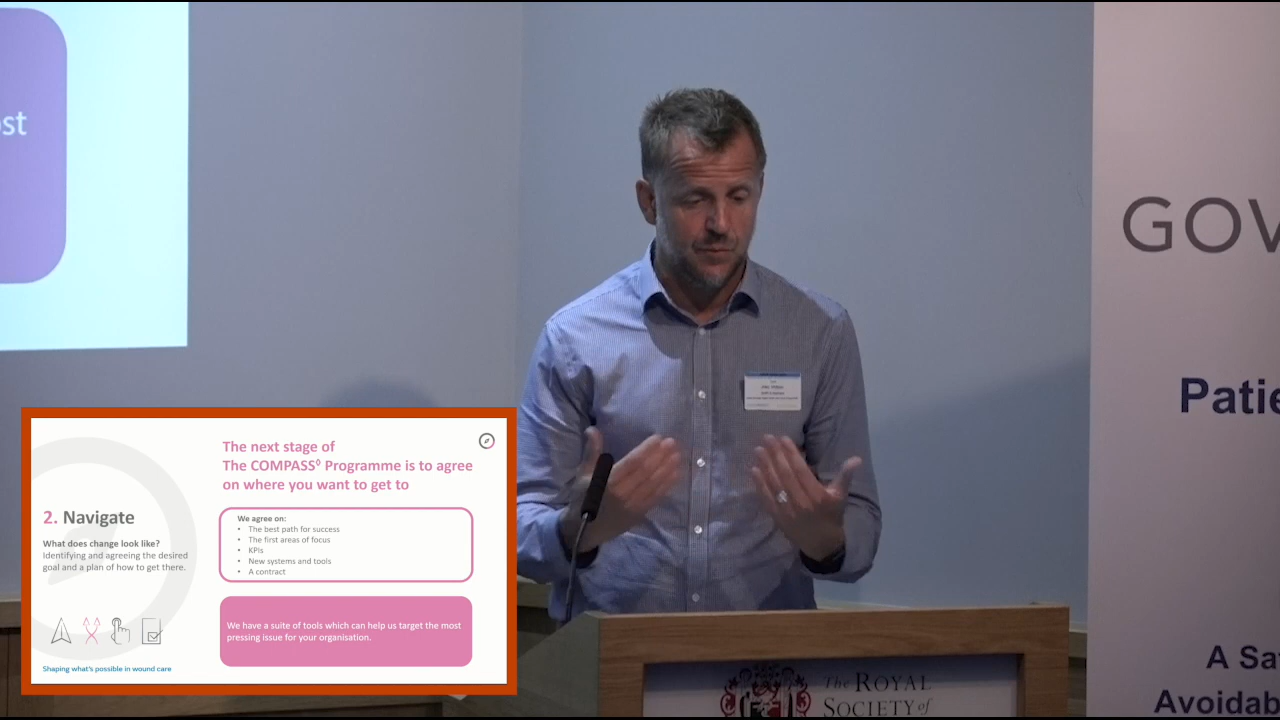 ost
GOV
Patie
A Sa
Avoidab
The ROYAL
SOCIETY of
The next stage of
The COMPASS◊ Programme is to agree
on where you want to get to
2. Navigate
What does change look like?
Identifying and agreeing the desired
goal and a plan of how to get there.
We agree on:
• The best path for success
• The first areas of focus
• KPIs
• New systems and tools
• A contract
We have a suite of tools which can help us target the most
pressing issue for your organisation.
Shaping what's possible in wound care